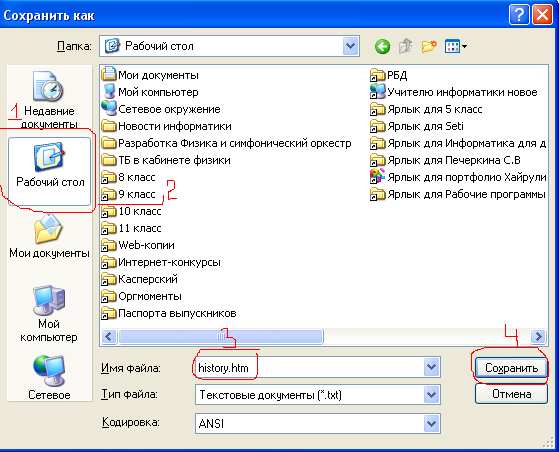 Сохранить как
Папка:
Рабочий стол
1
Недавние
документы
Рабочий стол
Мои документы
Мой
компьютер
Сетевое
Мои документы
Мой компьютер
Сетевое окружение
Новости информатики
Разработка Физика и симфонический оркестр
ТБ в кабинете физики
8 класс
9 класс
2
10 класс
11 класс
Web-копии
Интернет-конкурсы
Касперский
Оргмоменты
Паспорта выпускников
РБД
Учителю информатики новое
Ярлык для 5 класс
Ярлык для Seti
Ярлык для Информатика для д
Ярлык для Печеркина С.В
Ярлык для портфолио Хайрули
Ярлык для Рабочие программы
3
4
Имя файла:
history.htm
Сохранить
Тип файла:
Текстовые документы (*.txt)
Отмена
Кодировка:
ANSI